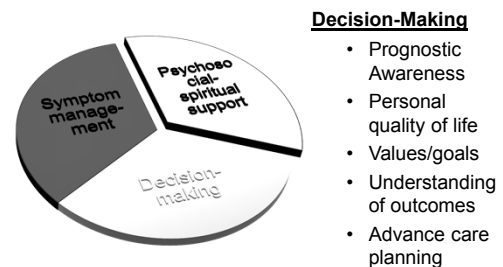 Symptom
manage-
ment
Psychoso
cial-
spiritual
support
Decision-
making
Decision-Making
• Prognostic
Awareness
• Personal
quality of life
• Values/goals
• Understanding
of outcomes
• Advance care
planning